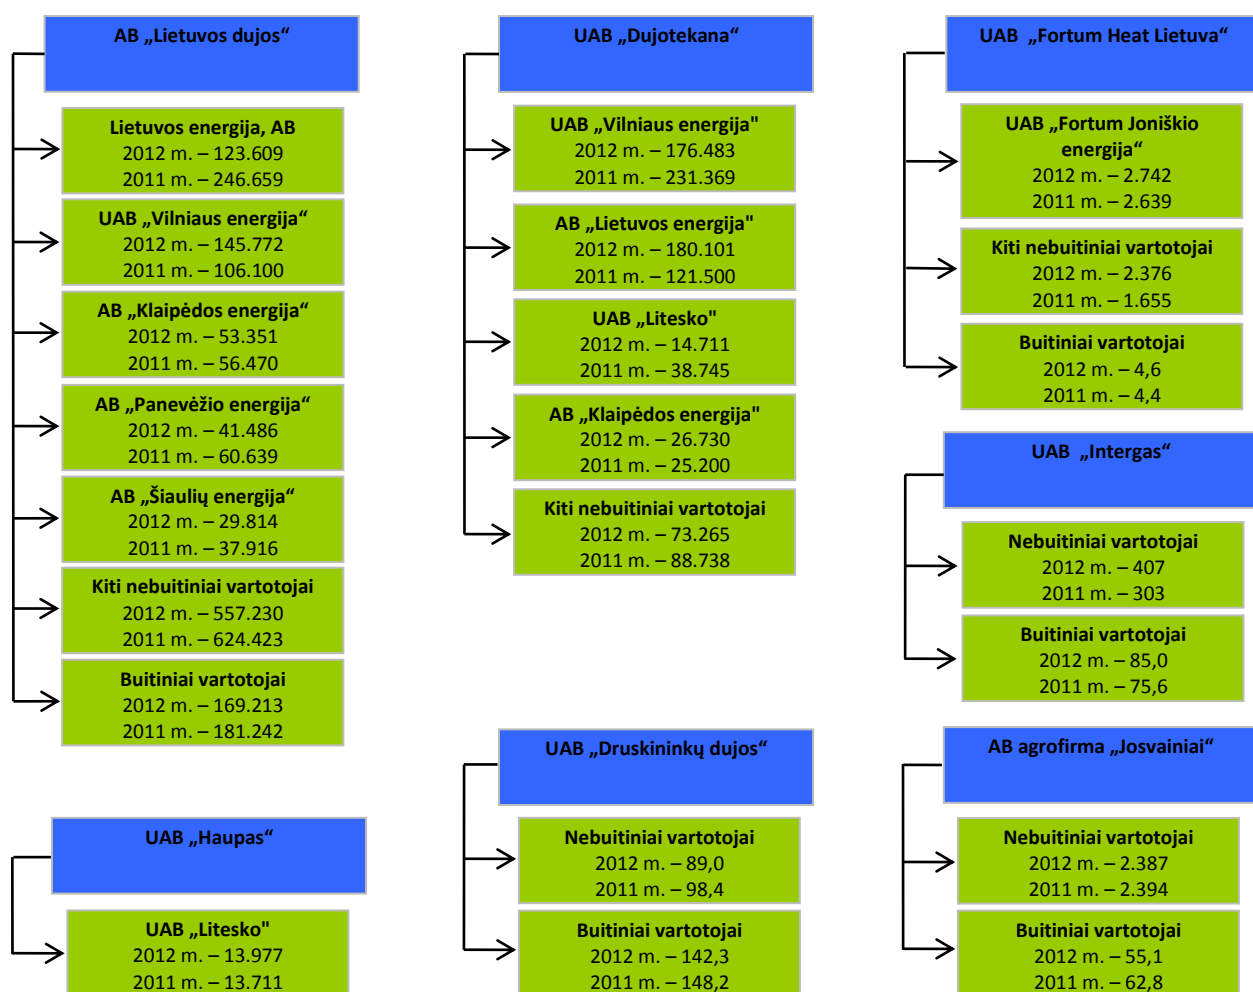 AB „Lietuvos dujos“
Lietuvos energija, AB
2012 m. – 123.609
2011 m. – 246.659
UAB „Vilniaus energija“
2012 m. – 145.772
2011 m. – 106.100
AB „Klaipėdos energija“
2012 m. – 53.351
2011 m. – 56.470
AB „Panevėžio energija“
2012 m. – 41.486
2011 m. – 60.639
AB „Šiaulių energija“
2012 m. – 29.814
2011 m. – 37.916
Kiti nebuitiniai vartotojai
2012 m. – 557.230
2011 m. – 624.423
Buitiniai vartotojai
2012 m. – 169.213
2011 m. – 181.242
UAB „Haupas“
UAB „Litesko"
2012 m. – 13.977
2011 m. – 13.711
UAB „Dujotekana“
UAB „Vilniaus energija"
2012 m. – 176.483
2011 m. – 231.369
AB „Lietuvos energija"
2012 m. – 180.101
2011 m. – 121.500
UAB „Litesko"
2012 m. – 14.711
2011 m. – 38.745
AB „Klaipėdos energija"
2012 m. – 26.730
2011 m. – 25.200
Kiti nebuitiniai vartotojai
2012 m. – 73.265
2011 m. – 88.738
UAB „Druskininkų dujos“
Nebuitiniai vartotojai
2012 m. – 89,0
2011 m. – 98,4
Buitiniai vartotojai
2012 m. – 142,3
2011 m. – 148,2
UAB „Fortum Heat Lietuva“
UAB „Fortum Joniškio
energija“
2012 m. – 2.742
2011 m. – 2.639
Kiti nebuitiniai vartotojai
2012 m. – 2.376
2011 m. – 1.655
Buitiniai vartotojai
2012 m. – 4,6
2011 m. – 4,4
UAB „Intergas“
Nebuitiniai vartotojai
2012 m. – 407
2011 m. – 303
Buitiniai vartotojai
2012 m. – 85,0
2011 m. – 75,6
AB agrofirma „Josvainiai“
Nebuitiniai vartotojai
2012 m. – 2.387
2011 m. – 2.394
Buitiniai vartotojai
2012 m. – 55,1
2011 m. – 62,8